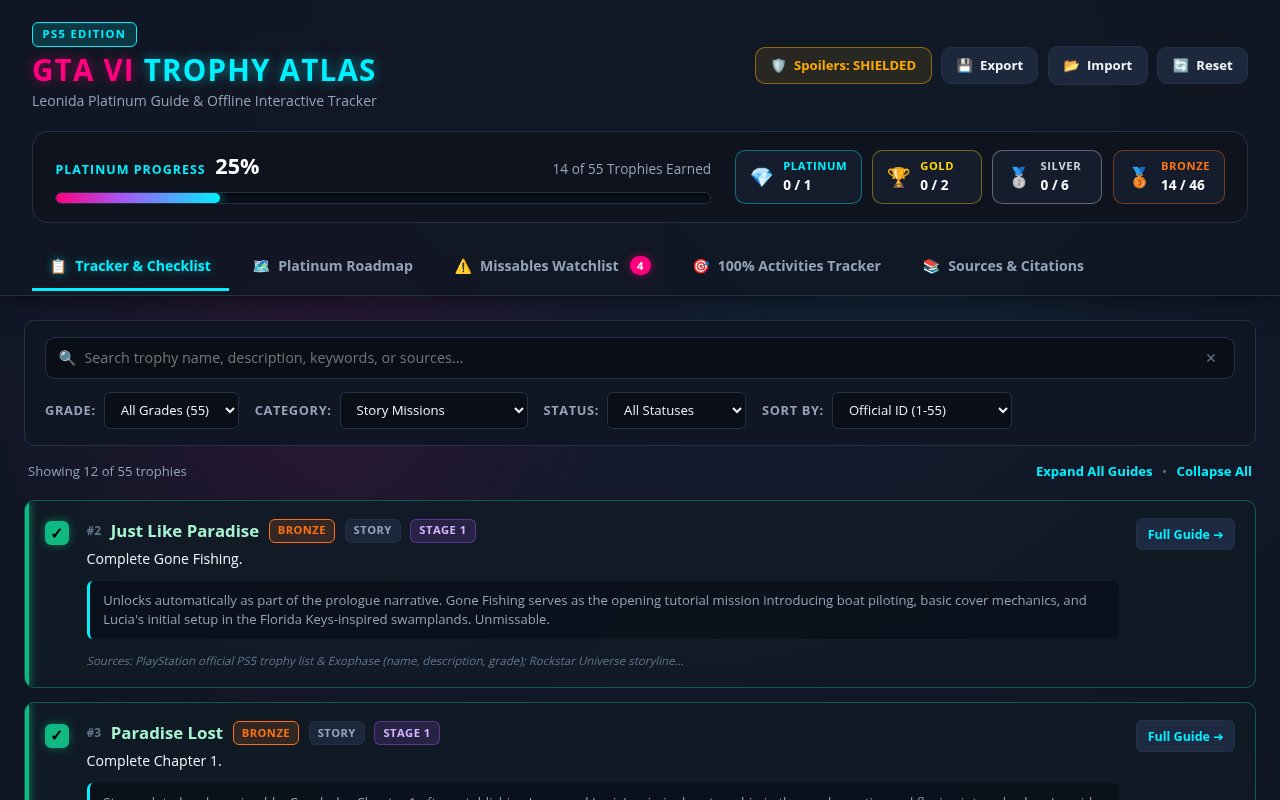 PS5 EDITION
GTA VI TROPHY ATLAS
Leonida Platinum Guide & Offline Interactive Tracker
Spoilers: SHIELDED
Export
Import
Reset
PLATINUM PROGRESS 25%
14 of 55 Trophies Earned
PLATINUM
0 / 1
GOLD
0 / 2
SILVER
0 / 6
BRONZE
14 / 46
Tracker & Checklist
Platinum Roadmap
Missables Watchlist 4
100% Activities Tracker
Sources & Citations
Search trophy name, description, keywords, or sources...
GRADE: All Grades (55) CATEGORY: Story Missions STATUS: All Statuses SORT BY: Official ID (1-55)
Showing 12 of 55 trophies
Expand All Guides • Collapse All
#2 Just Like Paradise BRONZE STORY STAGE 1
Full Guide →
Complete Gone Fishing.
Unlocks automatically as part of the prologue narrative. Gone Fishing serves as the opening tutorial mission introducing boat piloting, basic cover mechanics, and
Lucia's initial setup in the Florida Keys-inspired swamplands. Unmissable.
Sources: PlayStation official PS5 trophy list & Exophase (name, description, grade); Rockstar Universe storyline...
#3 Paradise Lost BRONZE STORY STAGE 1
Full Guide →
Complete Chapter 1.